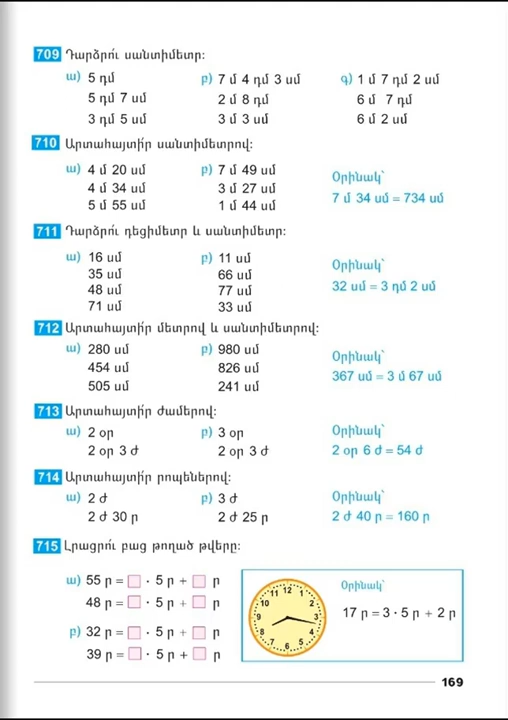 709 Դարձրո՛ւ սանտիմետր։
ա) 5 դմ բ) 7 մ 4 դմ 3 սմ գ) 1 մ 7 դմ 2 սմ
5 դմ 7 սմ 2 մ 8 դմ 6 մ 7 դմ
3 դմ 5 սմ 3 մ 3 սմ 6 մ 2 սմ
710 Արտահայտի՛ր սանտիմետրով։
ա) 4 մ 20 սմ բ) 7 մ 49 սմ Օրինակ՝
4 մ 34 սմ 3 մ 27 սմ 7 մ 34 սմ = 734 սմ
5 մ 55 սմ 1 մ 44 սմ
711 Դարձրո՛ւ դեցիմետր և սանտիմետր։
ա) 16 սմ բ) 11 սմ Օրինակ՝
35 սմ 66 սմ 32 սմ = 3 դմ 2 սմ
48 սմ 77 սմ
71 սմ 33 սմ
712 Արտահայտի՛ր մետրով և սանտիմետրով։
ա) 280 սմ բ) 980 սմ Օրինակ՝
454 սմ 826 սմ 367 սմ = 3 մ 67 սմ
505 սմ 241 սմ
713 Արտահայտի՛ր ժամերով։
ա) 2 օր բ) 3 օր Օրինակ՝
2 օր 3 ժ 2 օր 3 ժ 2 օր 6 ժ = 54 ժ
714 Արտահայտի՛ր րոպեներով։
ա) 2 ժ բ) 3 ժ Օրինակ՝
2 ժ 30 ր 2 ժ 25 ր 2 ժ 40 ր = 160 ր
715 Լրացրո՛ւ բաց թողած թվերը։
ա) 55 ր = □ · 5 ր + □ ր
48 ր = □ · 5 ր + □ ր
բ) 32 ր = □ · 5 ր + □ ր
39 ր = □ · 5 ր + □ ր
12 1 2 3 4 5 6 7 8 9 10 11
Օրինակ՝
17 ր = 3 · 5 ր + 2 ր
169